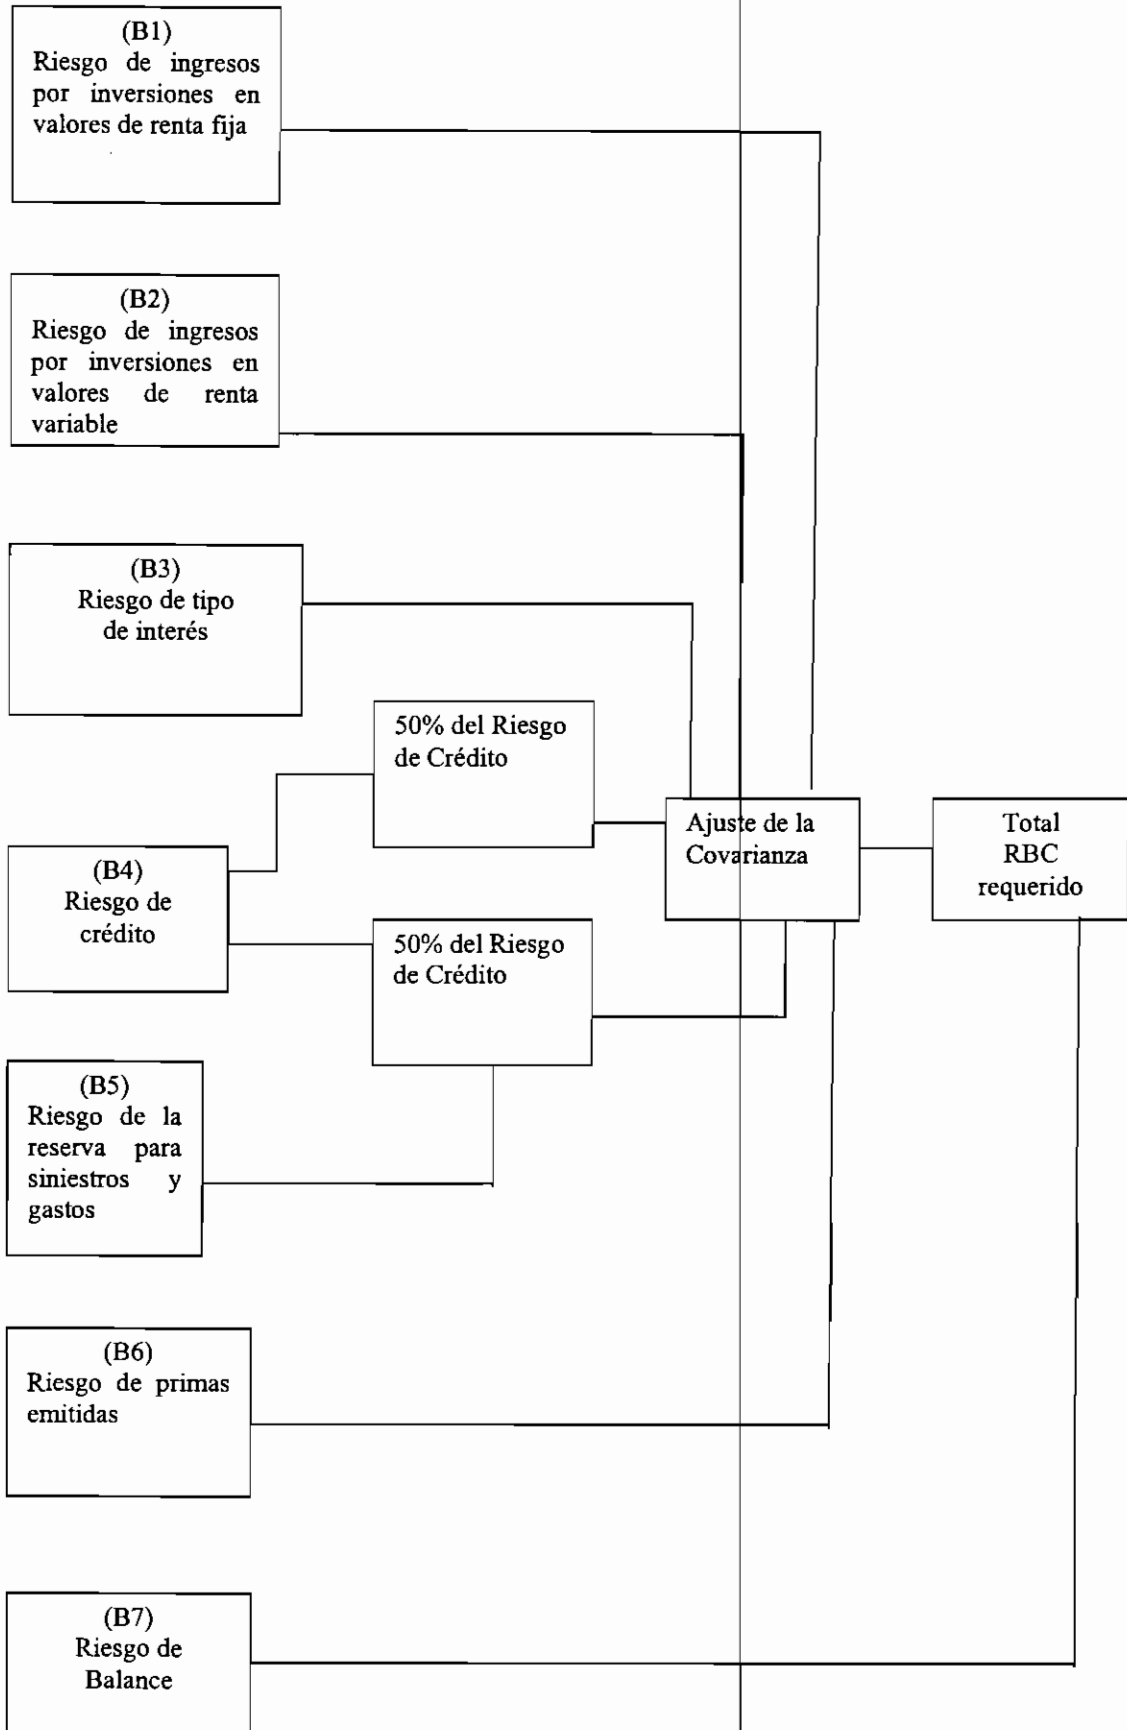 (B1)
Riesgo de ingresos
por inversiones en
valores de renta fija
(B2)
Riesgo de ingresos
por inversiones en
valores de renta
variable
(B3)
Riesgo de tipo
de interés
50% del Riesgo
de Crédito
(B4)
Riesgo de
crédito
50% del Riesgo
de Crédito
Ajuste de la
Covarianza
Total
RBC
requerido
(B5)
Riesgo de la
reserva para
siniestros y
gastos
(B6)
Riesgo de primas
emitidas
(B7)
Riesgo de
Balance